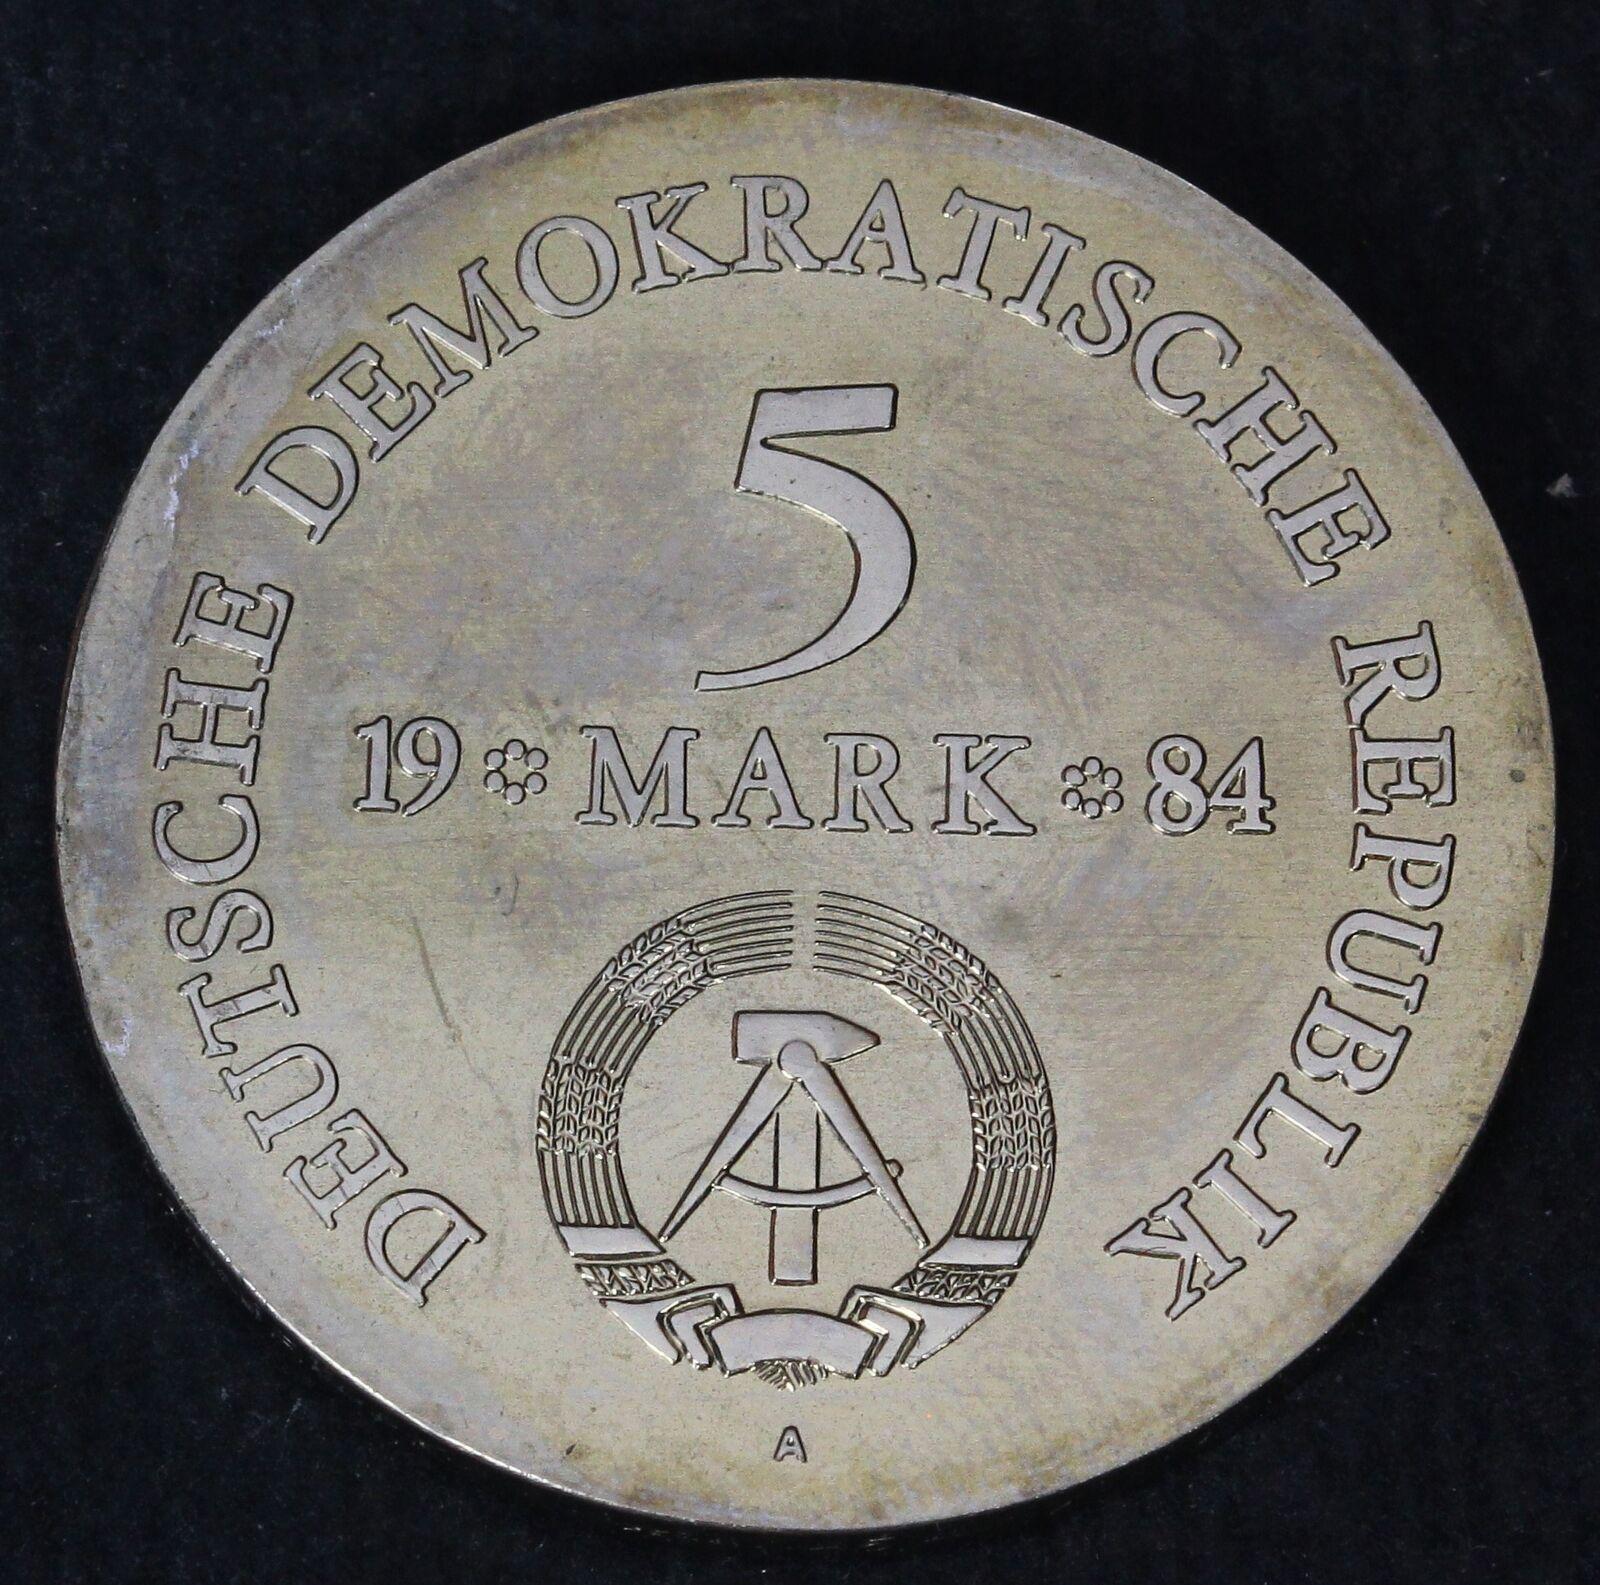 DEUTSCHE DEMOKRATISCHE REPUBLIK
5
19 MARK 84
A